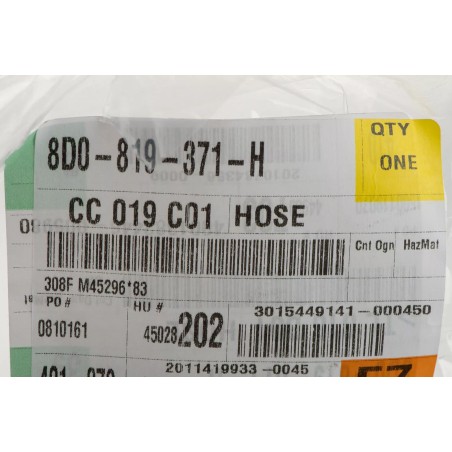 8D0-819-371-H
QTY
ONE
CC 019 C01 HOSE
Cnt Ogn HazMat
308F M45296*83
PO # HU # 3015449141-000450
0810161 45028202
2011419933-0045